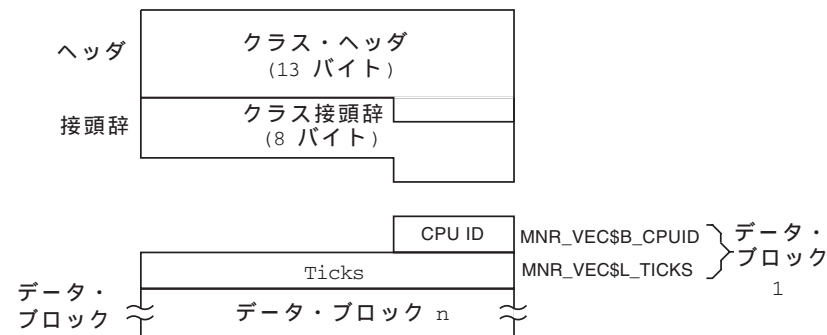 ヘッダ
クラス・ヘッダ
(13 バイト)
接頭辞
クラス接頭辞
(8 バイト)
CPU ID
MNR_VEC$B_CPUID
Ticks
MNR_VEC$L_TICKS
データ・
ブロック
1
データ・
ブロック
データ・ブロック n